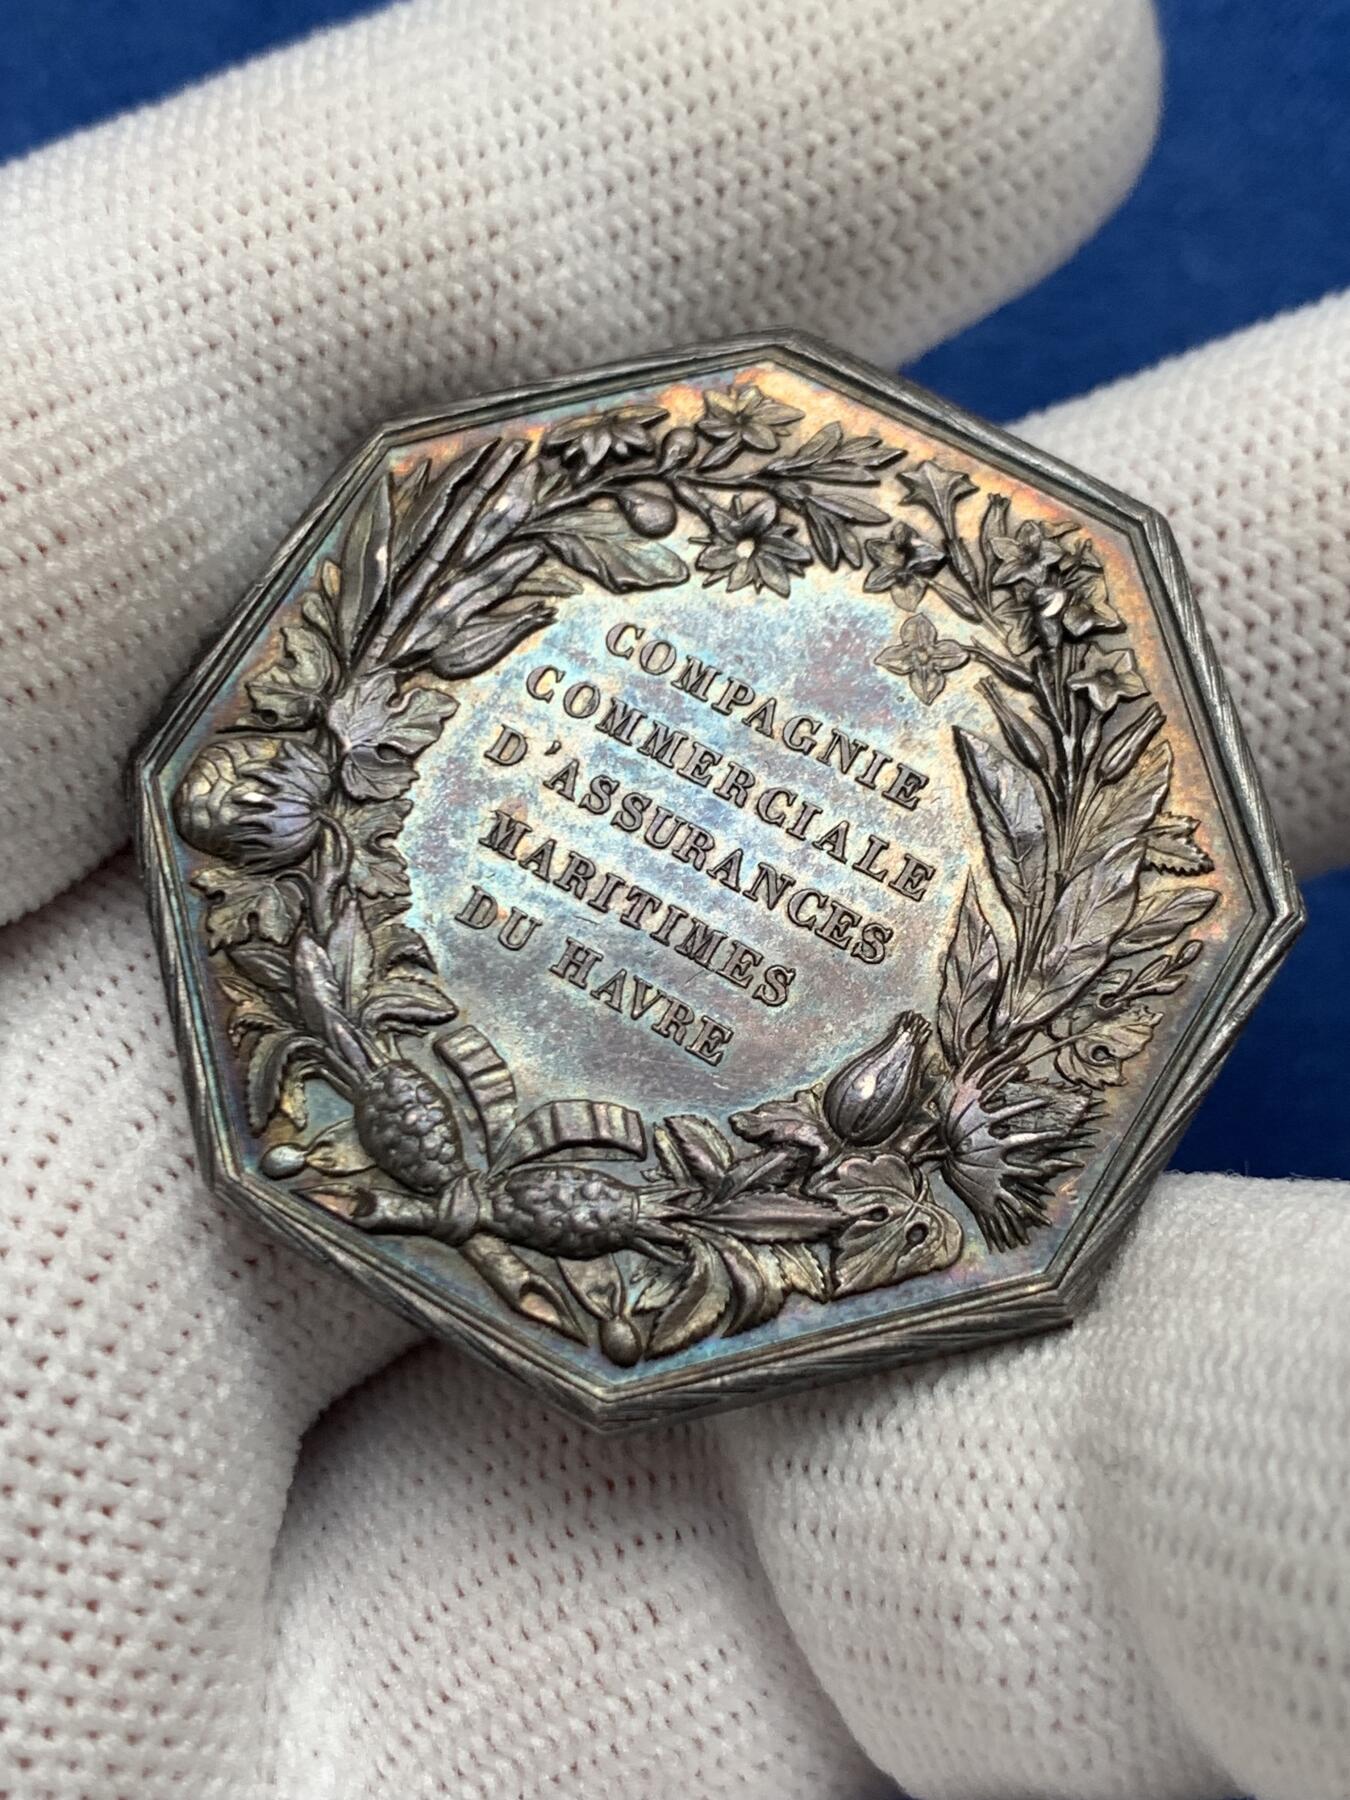 COMPAGNIE
COMMERCIALE
D'ASSURANCES
MARITIMES
DU HAVRE